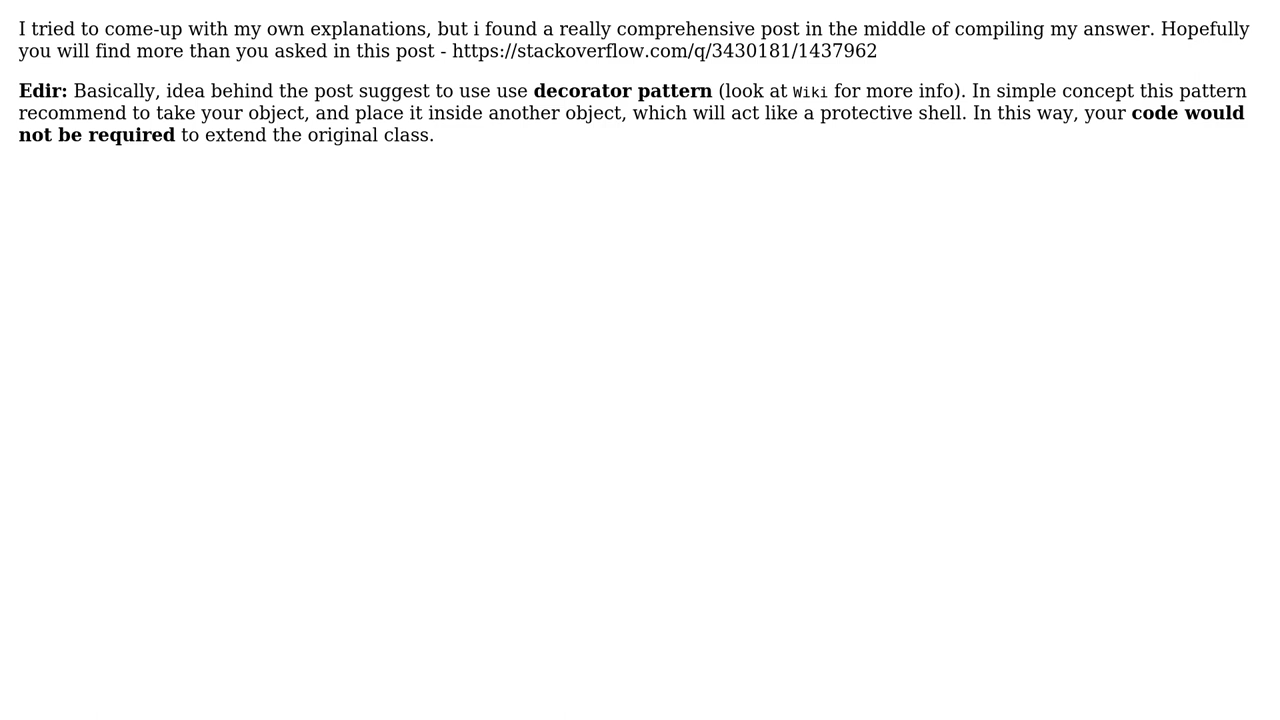 I tried to come-up with my own explanations, but i found a really comprehensive post in the middle of compiling my answer. Hopefully
you will find more than you asked in this post - https://stackoverflow.com/q/3430181/1437962
Edir: Basically, idea behind the post suggest to use use decorator pattern (look at Wiki for more info). In simple concept this pattern
recommend to take your object, and place it inside another object, which will act like a protective shell. In this way, your code would
not be required to extend the original class.